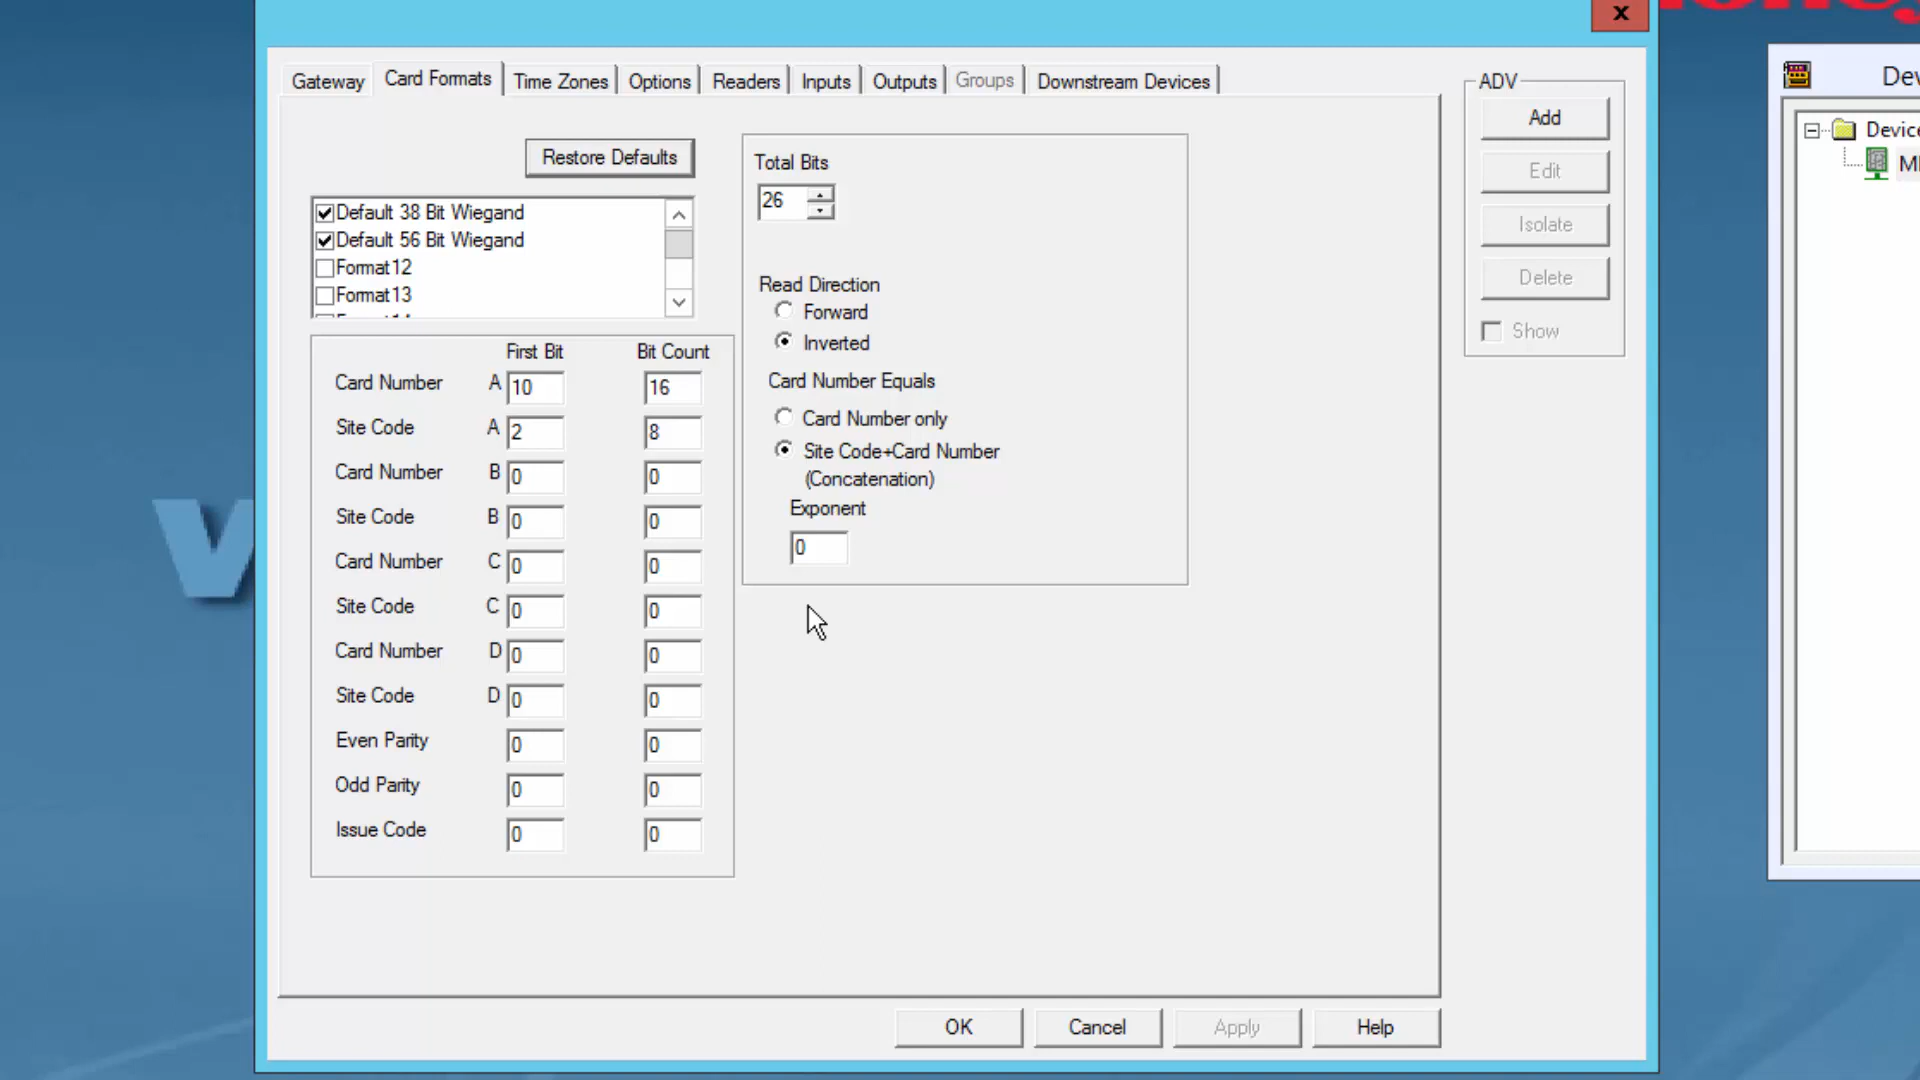 x
Gateway Card Formats Time Zones Options Readers Inputs Outputs Groups Downstream Devices
Restore Defaults
Default 38 Bit Wiegand
Default 56 Bit Wiegand
Format12
Format13
First Bit Bit Count
Card Number A 10 16
Site Code A 2 8
Card Number B 0 0
Site Code B 0 0
Card Number C 0 0
Site Code C 0 0
Card Number D 0 0
Site Code D 0 0
Even Parity 0 0
Odd Parity 0 0
Issue Code 0 0
Total Bits
26
Read Direction
Forward
Inverted
Card Number Equals
Card Number only
Site Code+Card Number
(Concatenation)
Exponent
0
ADV
Add
Edit
Isolate
Delete
Show
OK Cancel Apply Help